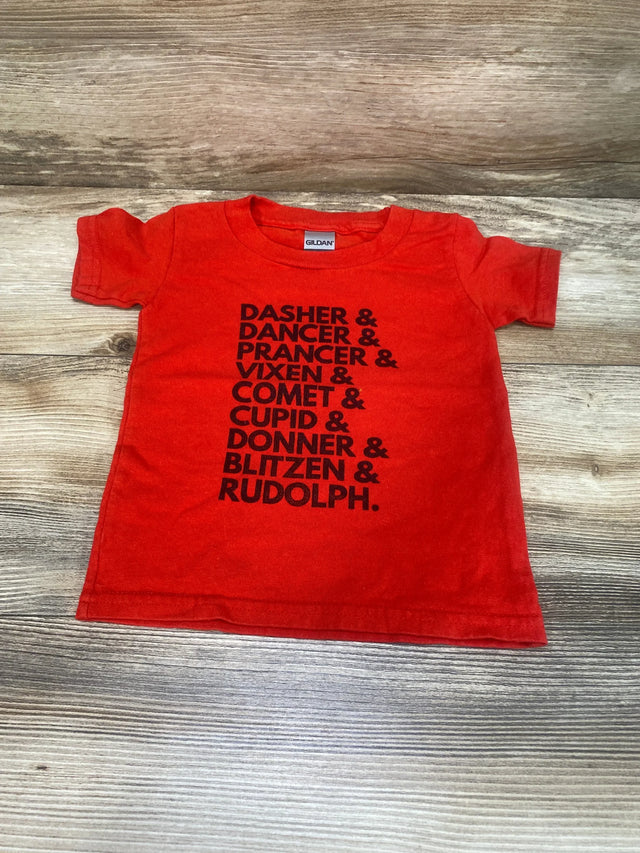 GILDAN
DASHER &
DANCER &
PRANCER &
VIXEN &
COMET &
CUPID &
DONNER &
BLITZEN &
RUDOLPH.